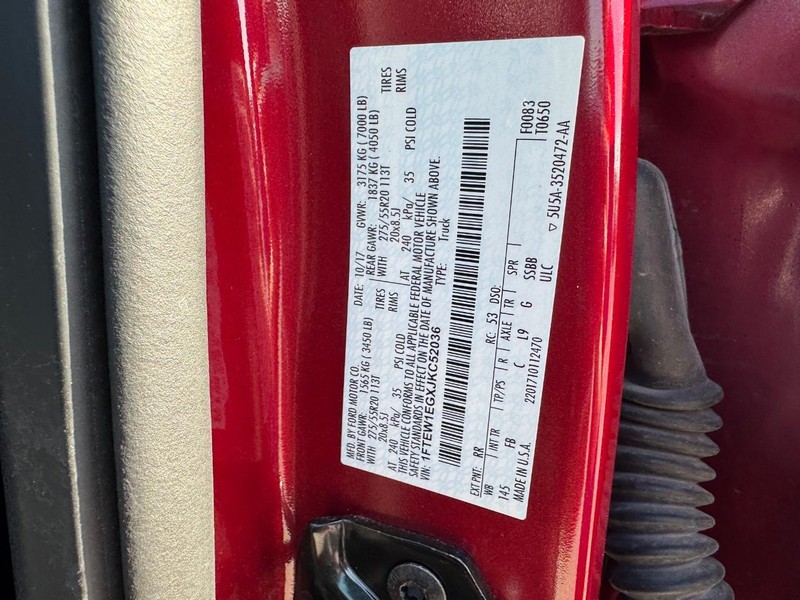 MFD. BY FORD MOTOR CO.
DATE: 10/17 GVWR: 3175 KG ( 7000 LB)
FRONT GAWR: 1565 KG ( 3450 LB)
REAR GAWR: 1837 KG ( 4050 LB)
WITH 275/55R20 113T TIRES
WITH 275/55R20 113T TIRES
20x8.5J RIMS
20x8.5J RIMS
AT 240 kPa/ 35 PSI COLD
AT 240 kPa/ 35 PSI COLD
THIS VEHICLE CONFORMS TO ALL APPLICABLE FEDERAL MOTOR VEHICLE
SAFETY STANDARDS IN EFFECT ON THE DATE OF MANUFACTURE SHOWN ABOVE.
VIN: 1FTEW1EGXJKC52036
TYPE: Truck
F0083
T0650
EXT PNT: RR RC: 53 DSO:
WB INT TR TP/PS R AXLE TR SPR
145 FB C L9 G SSBB
MADE IN U.S.A. 2201710112470 ULC
▽ 5U5A-3520472-AA